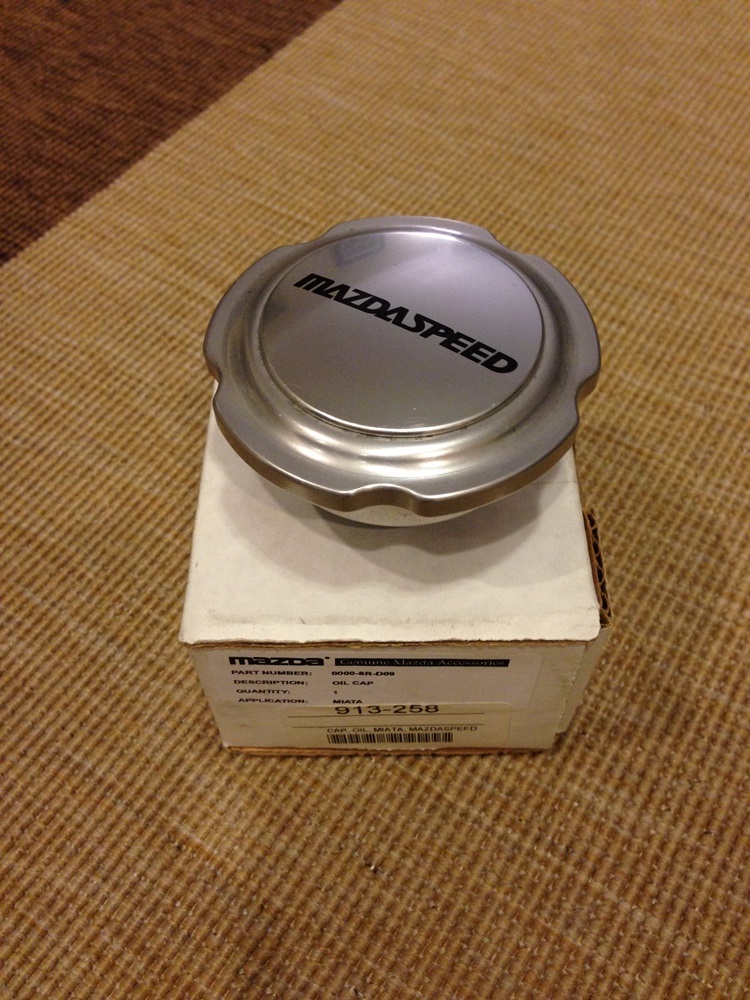 MAZDASPEED
mazda Genuine Mazda Accessories
PART NUMBER: 0000-8R-D09
DESCRIPTION: OIL CAP
QUANTITY: 1
APPLICATION: MIATA
913-258
CAP, OIL, MIATA, MAZDASPEED